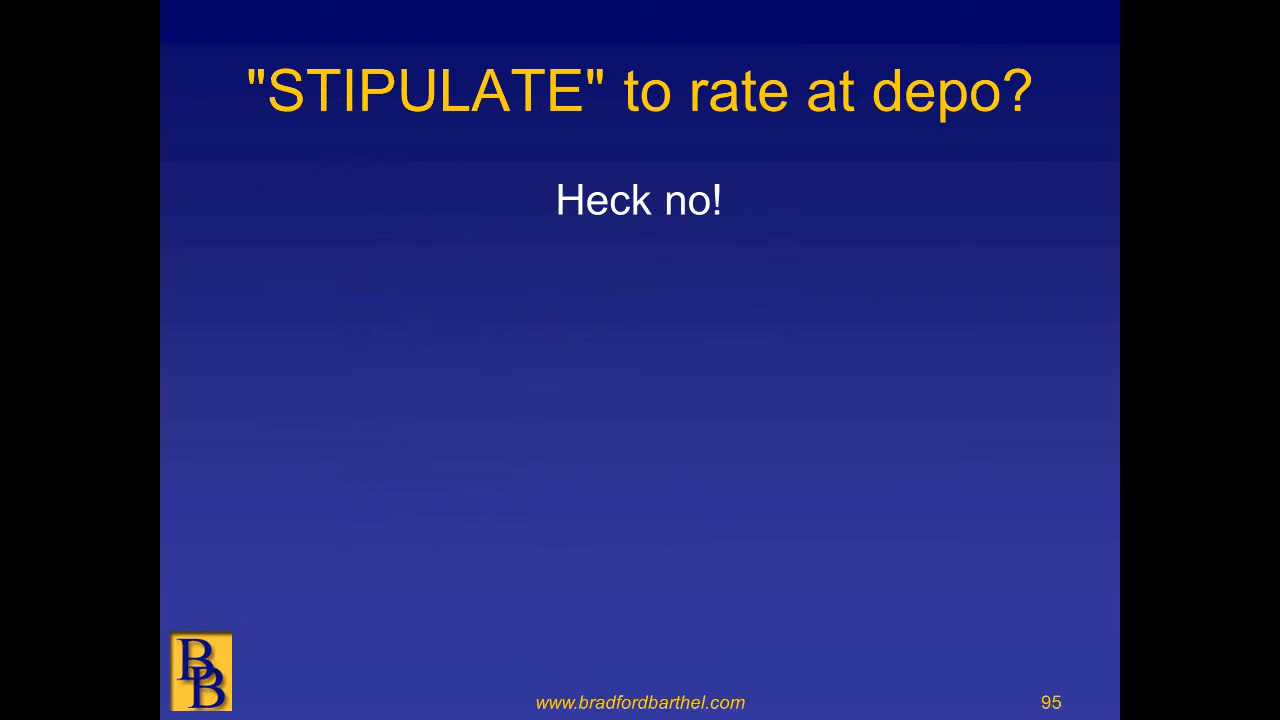 "STIPULATE" to rate at depo?
Heck no!
BB
www.bradfordbarthel.com
95